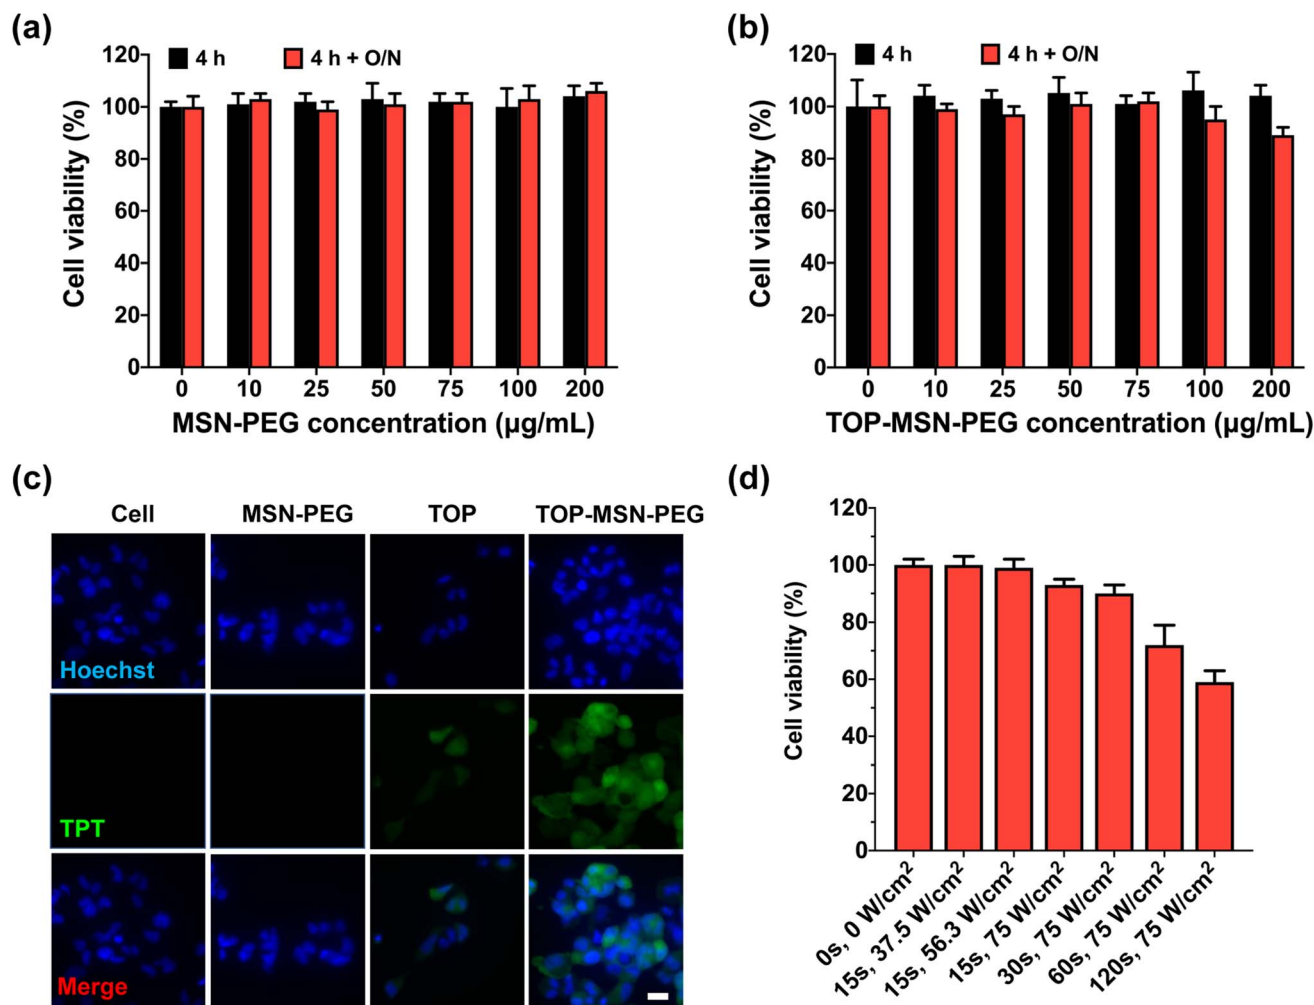 (a)
4 h
4 h + O/N
Cell viability (%)
120
100
80
60
40
20
0
0 10 25 50 75 100 200
MSN-PEG concentration (µg/mL)
(b)
4 h
4 h + O/N
Cell viability (%)
120
100
80
60
40
20
0
0 10 25 50 75 100 200
TOP-MSN-PEG concentration (µg/mL)
(c)
Cell MSN-PEG TOP TOP-MSN-PEG
Hoechst
TPT
Merge
(d)
Cell viability (%)
120
100
80
60
40
20
0
0s, 0 W/cm²
15s, 37.5 W/cm²
15s, 56.3 W/cm²
15s, 75 W/cm²
30s, 75 W/cm²
60s, 75 W/cm²
120s, 75 W/cm²